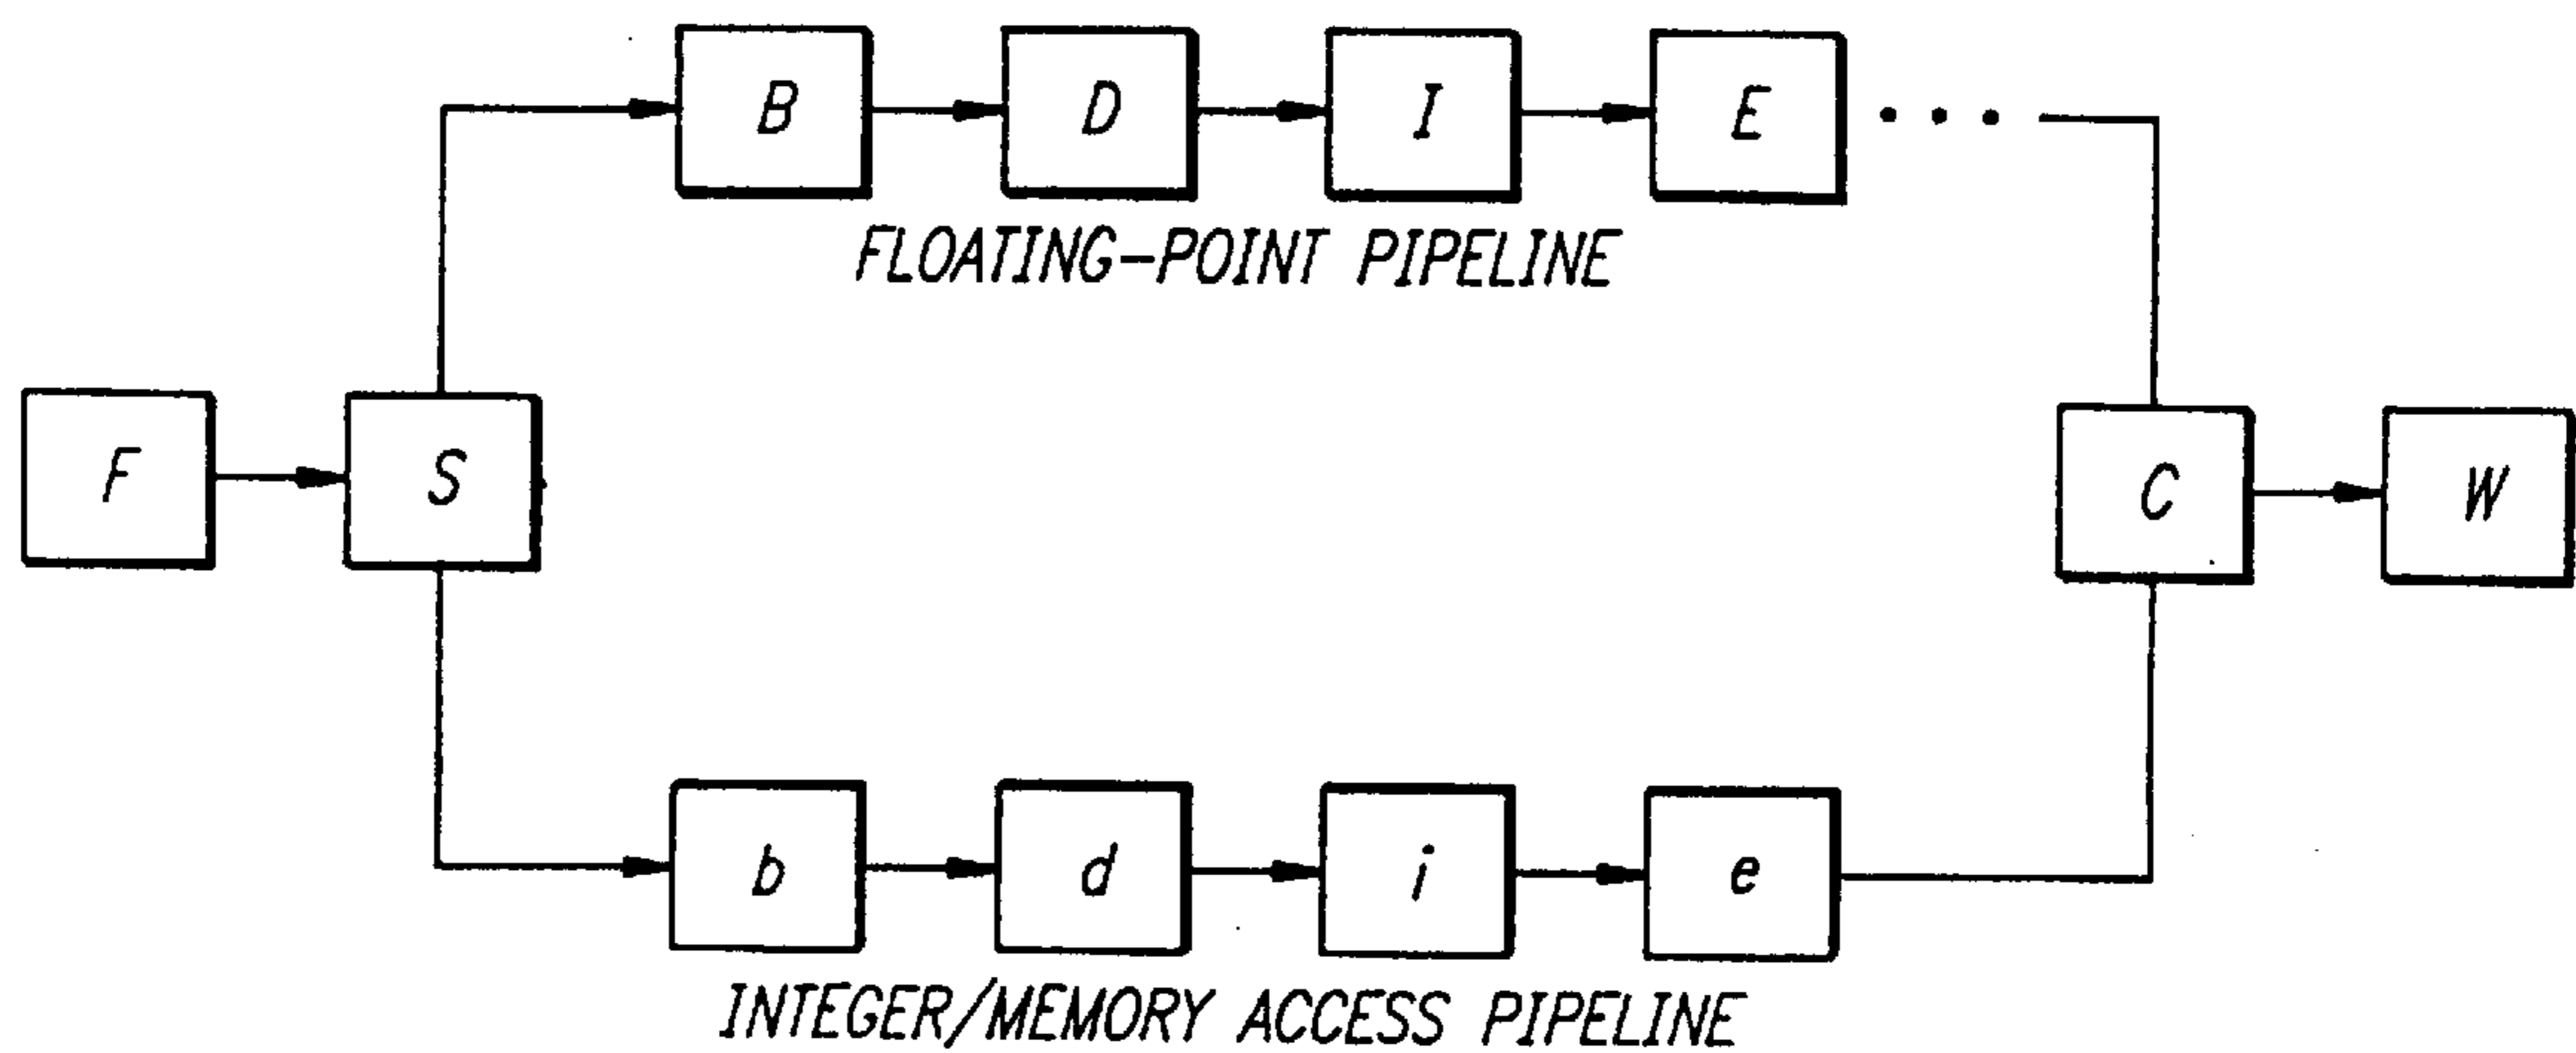 B D I E
FLOATING-POINT PIPELINE
F S C W
b d i e
INTEGER/MEMORY ACCESS PIPELINE